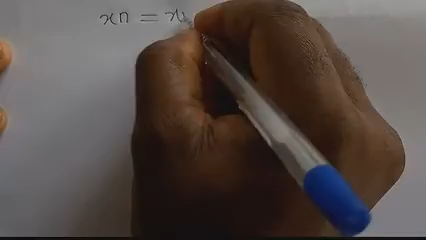 xn = x